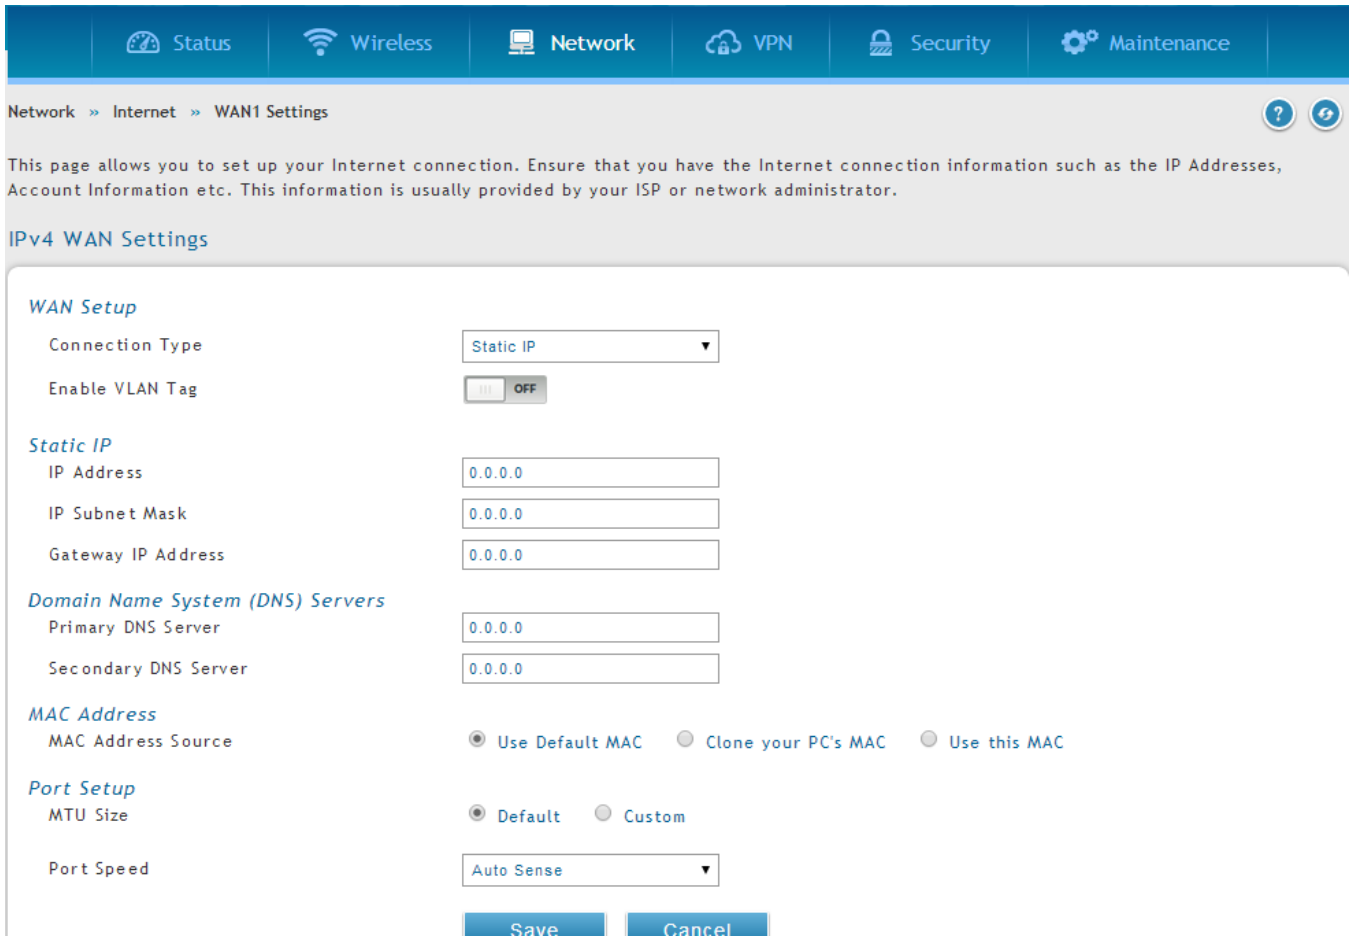 Status Wireless Network VPN Security Maintenance
Network » Internet » WAN1 Settings
This page allows you to set up your Internet connection. Ensure that you have the Internet connection information such as the IP Addresses,
Account Information etc. This information is usually provided by your ISP or network administrator.
IPv4 WAN Settings
WAN Setup
Connection Type Static IP
Enable VLAN Tag OFF
Static IP
IP Address 0.0.0.0
IP Subnet Mask 0.0.0.0
Gateway IP Address 0.0.0.0
Domain Name System (DNS) Servers
Primary DNS Server 0.0.0.0
Secondary DNS Server 0.0.0.0
MAC Address
MAC Address Source Use Default MAC Clone your PC's MAC Use this MAC
Port Setup
MTU Size Default Custom
Port Speed Auto Sense
Save Cancel